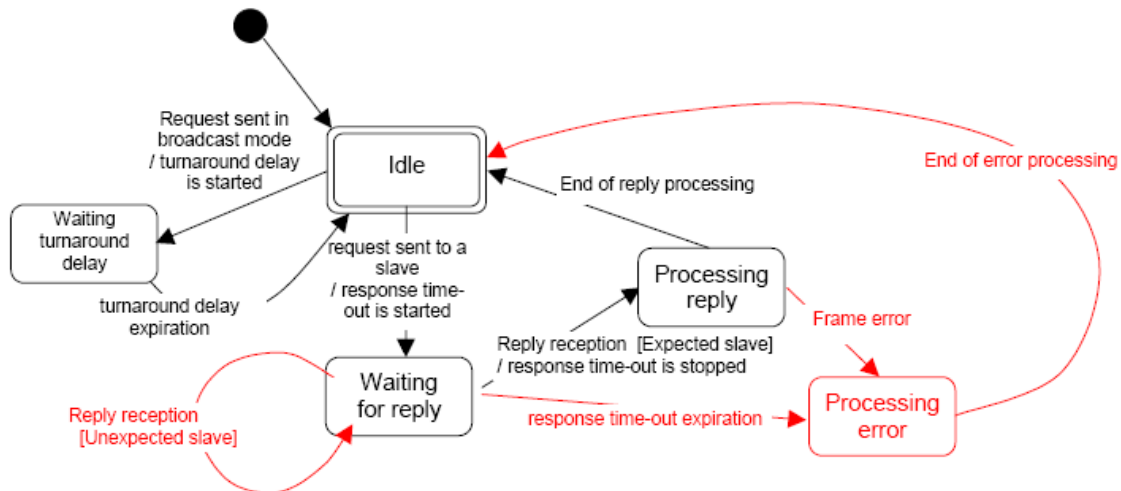 Request sent in
broadcast mode
/ turnaround delay
is started
Idle
End of error processing
End of reply processing
Waiting
turnaround
delay
request sent to a
slave
/ response time-
out is started
turnaround delay
expiration
Processing
reply
Frame error
Reply reception [Expected slave]
/ response time-out is stopped
Waiting
for reply
Reply reception
[Unexpected slave]
response time-out expiration
Processing
error